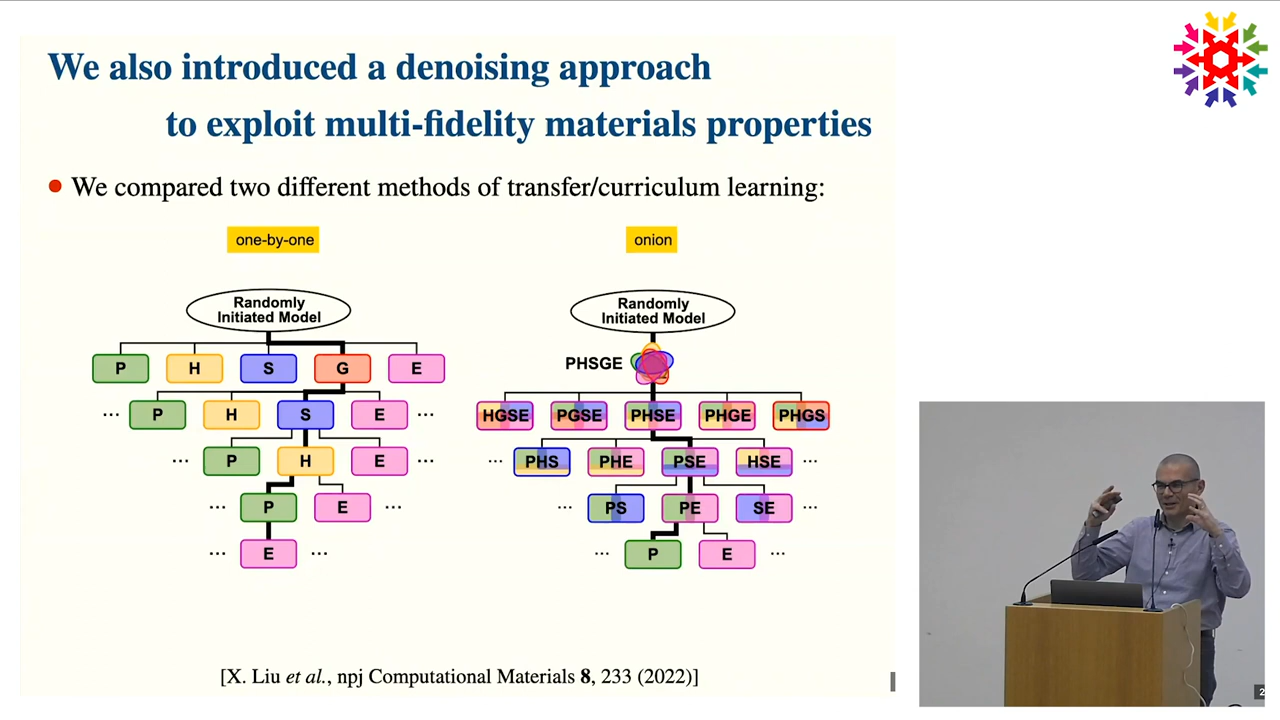 We also introduced a denoising approach
to exploit multi-fidelity materials properties
• We compared two different methods of transfer/curriculum learning:
one-by-one
Randomly
Initiated Model
P H S G E
··· P H S E ···
··· P H E ···
··· P E ···
··· E ···
onion
Randomly
Initiated Model
PHSGE
HGSE PGSE PHSE PHGE PHGS
··· PHS PHE PSE HSE ···
··· PS PE SE ···
··· P E ···
[X. Liu et al., npj Computational Materials 8, 233 (2022)]
2